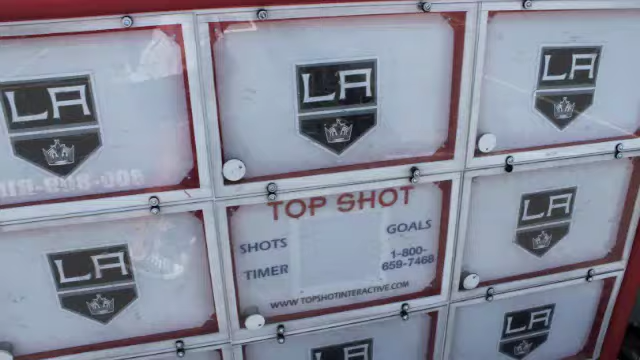 LA
LA
LA
TOP SHOT
SHOTS
GOALS
TIMER
1-800-
659-7468
WWW.TOPSHOTINTERACTIVE.COM
LA
LA
LA
LA